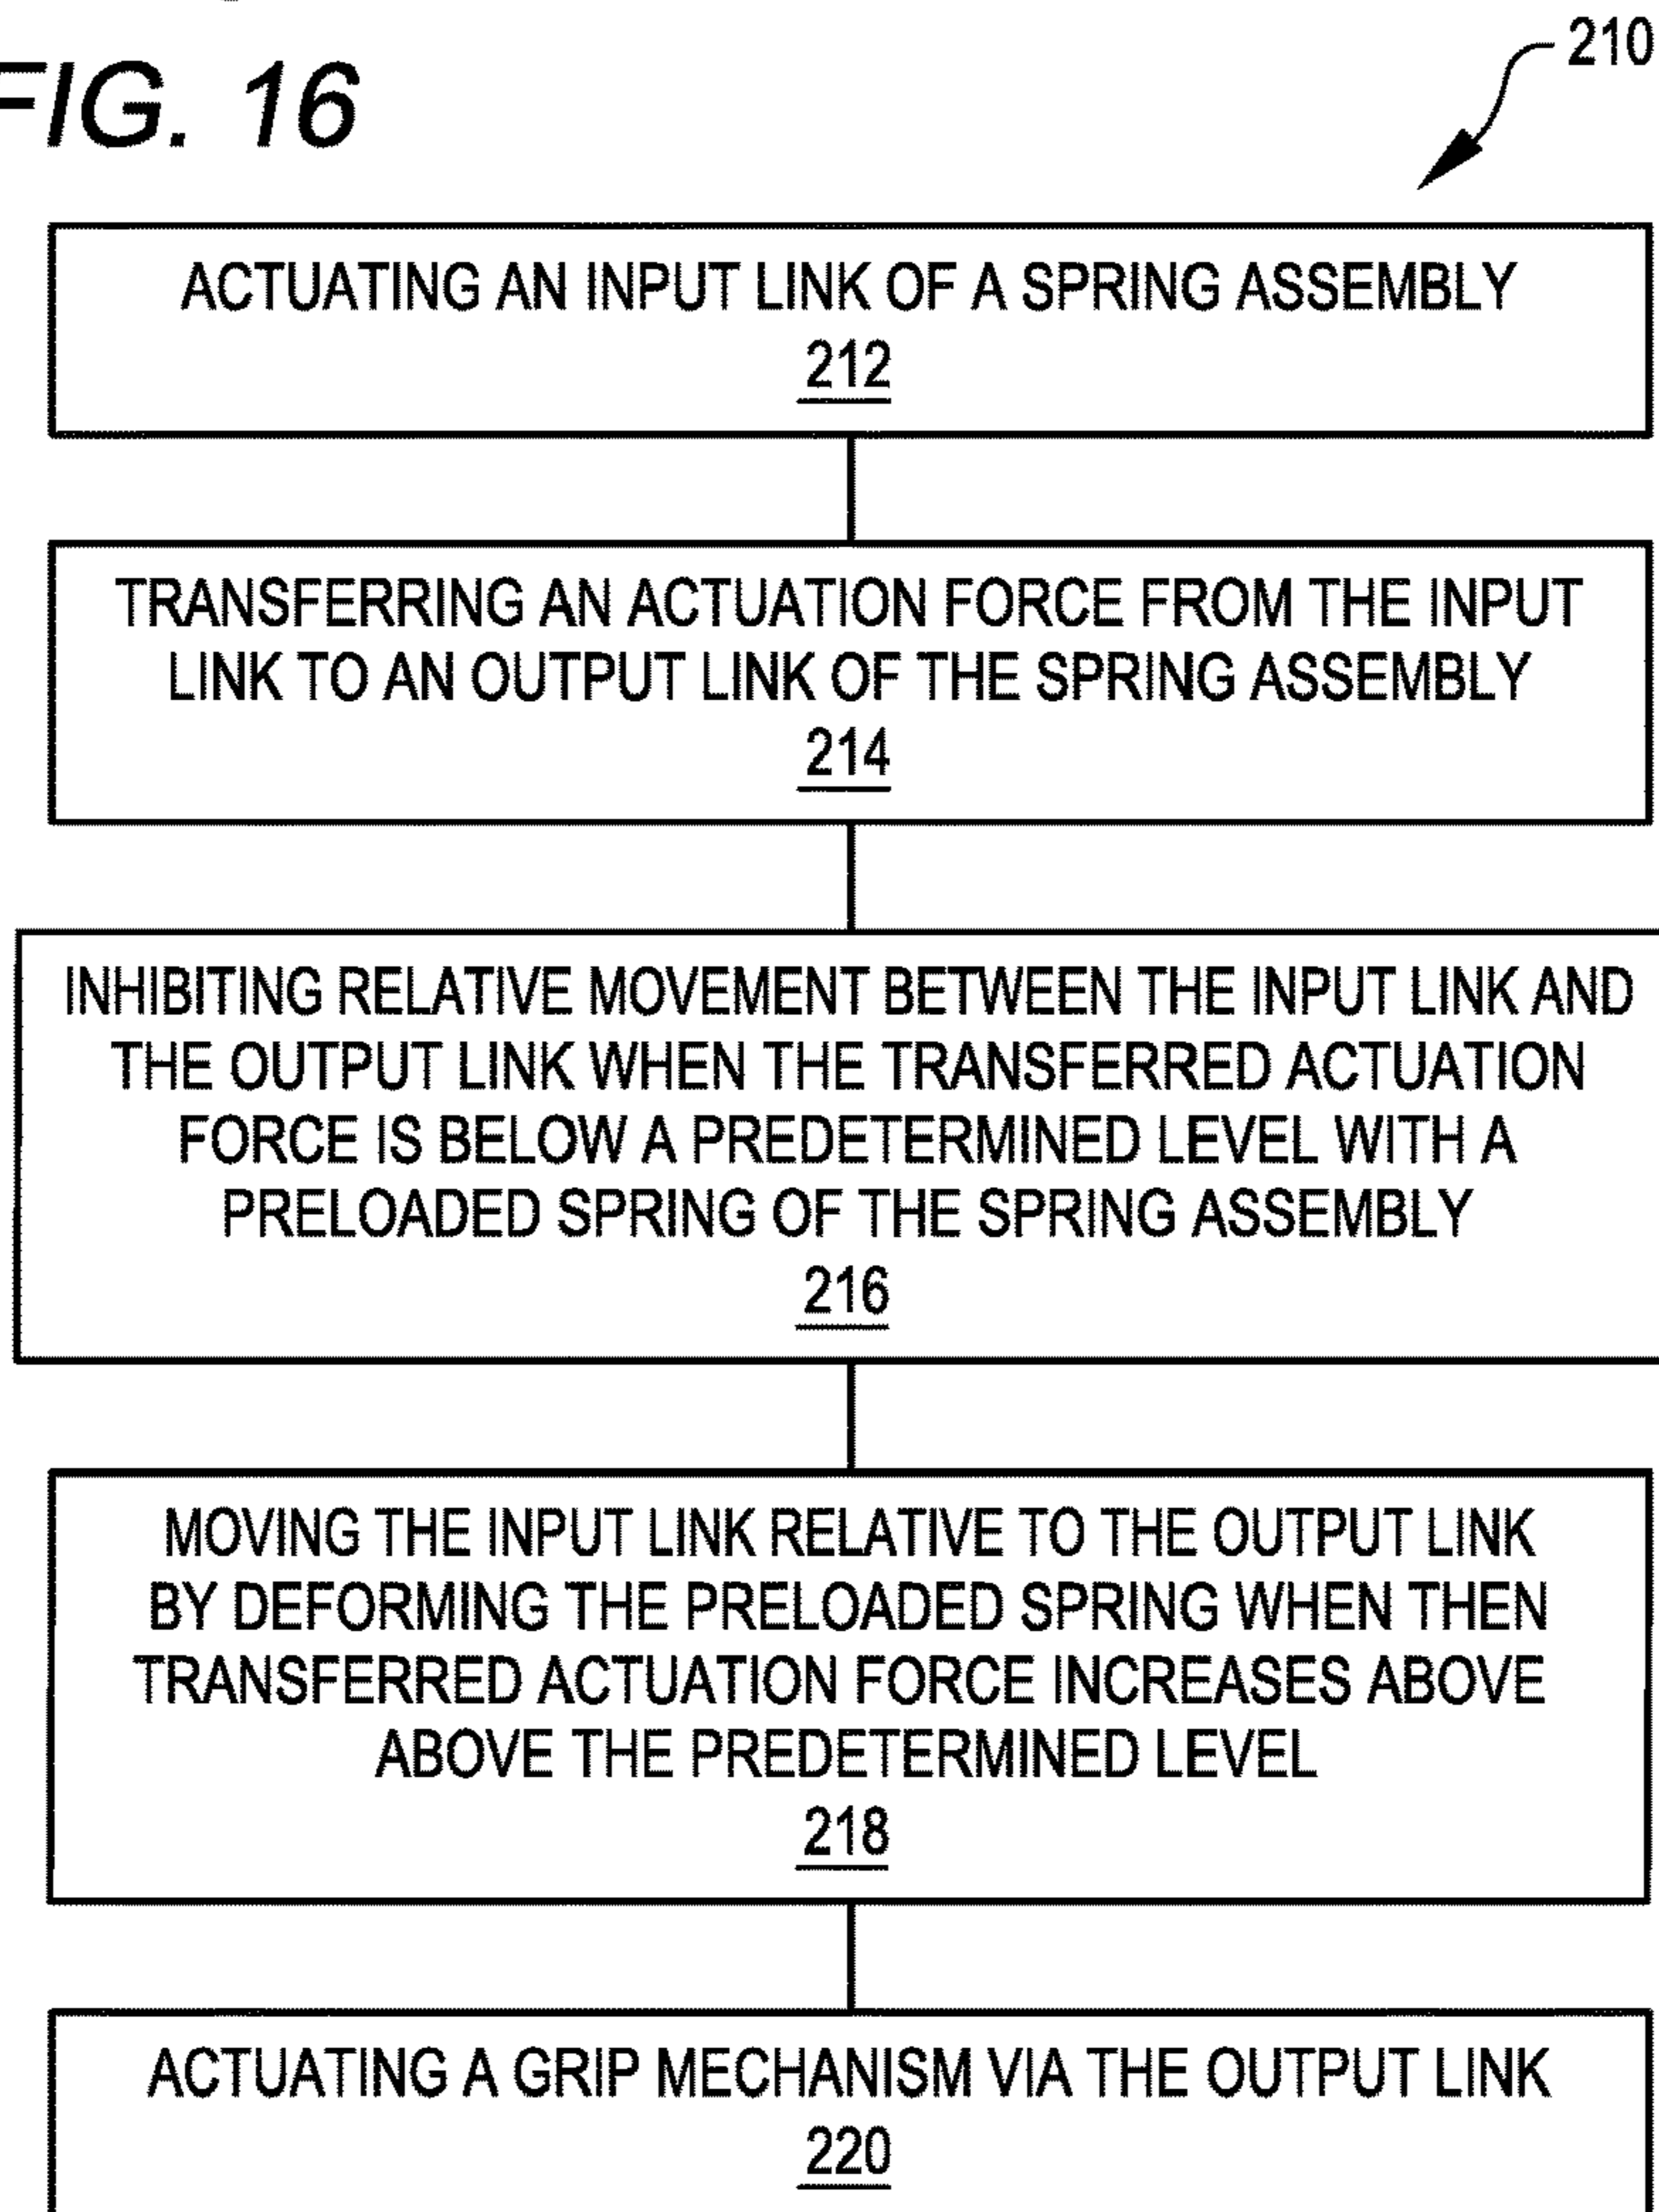 FIG. 16
210
ACTUATING AN INPUT LINK OF A SPRING ASSEMBLY
212
TRANSFERRING AN ACTUATION FORCE FROM THE INPUT
LINK TO AN OUTPUT LINK OF THE SPRING ASSEMBLY
214
INHIBITING RELATIVE MOVEMENT BETWEEN THE INPUT LINK AND
THE OUTPUT LINK WHEN THE TRANSFERRED ACTUATION
FORCE IS BELOW A PREDETERMINED LEVEL WITH A
PRELOADED SPRING OF THE SPRING ASSEMBLY
216
MOVING THE INPUT LINK RELATIVE TO THE OUTPUT LINK
BY DEFORMING THE PRELOADED SPRING WHEN THEN
TRANSFERRED ACTUATION FORCE INCREASES ABOVE
ABOVE THE PREDETERMINED LEVEL
218
ACTUATING A GRIP MECHANISM VIA THE OUTPUT LINK
220